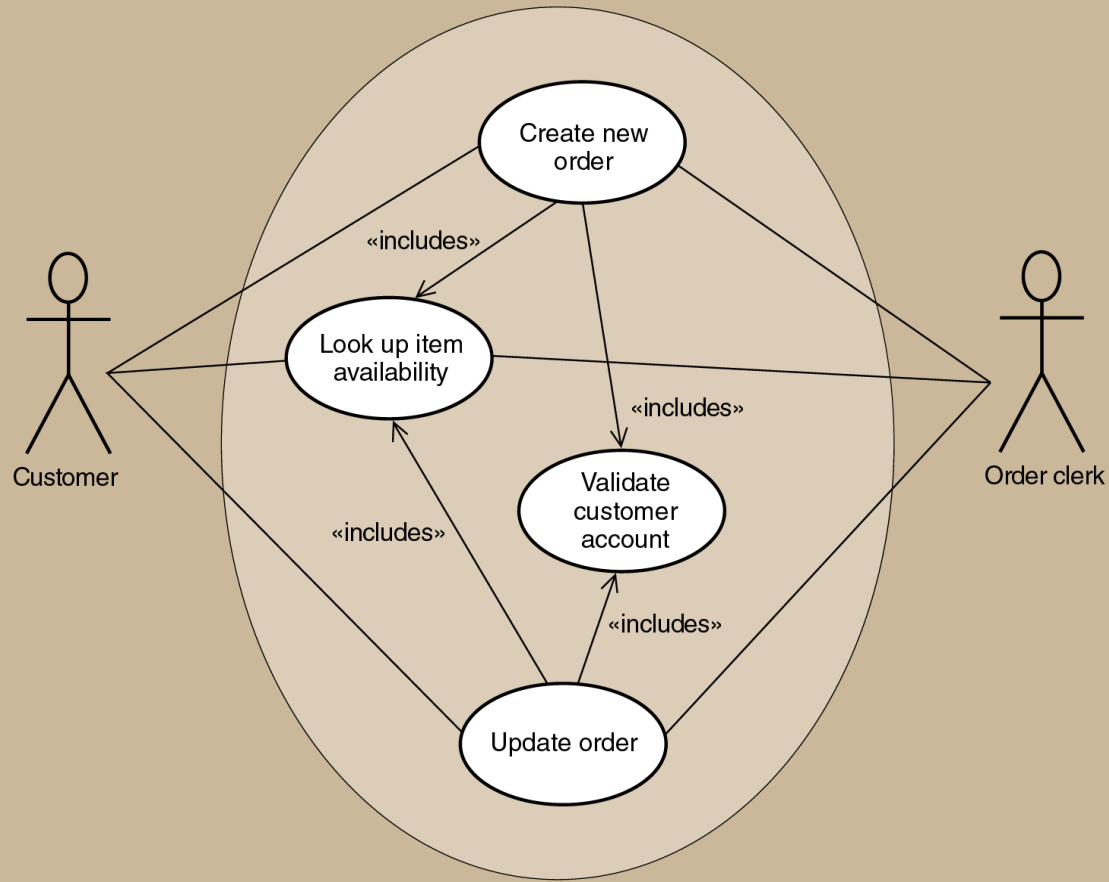 Create new
order
«includes»
Look up item
availability
«includes»
Customer
Order clerk
Validate
customer
account
«includes»
«includes»
Update order